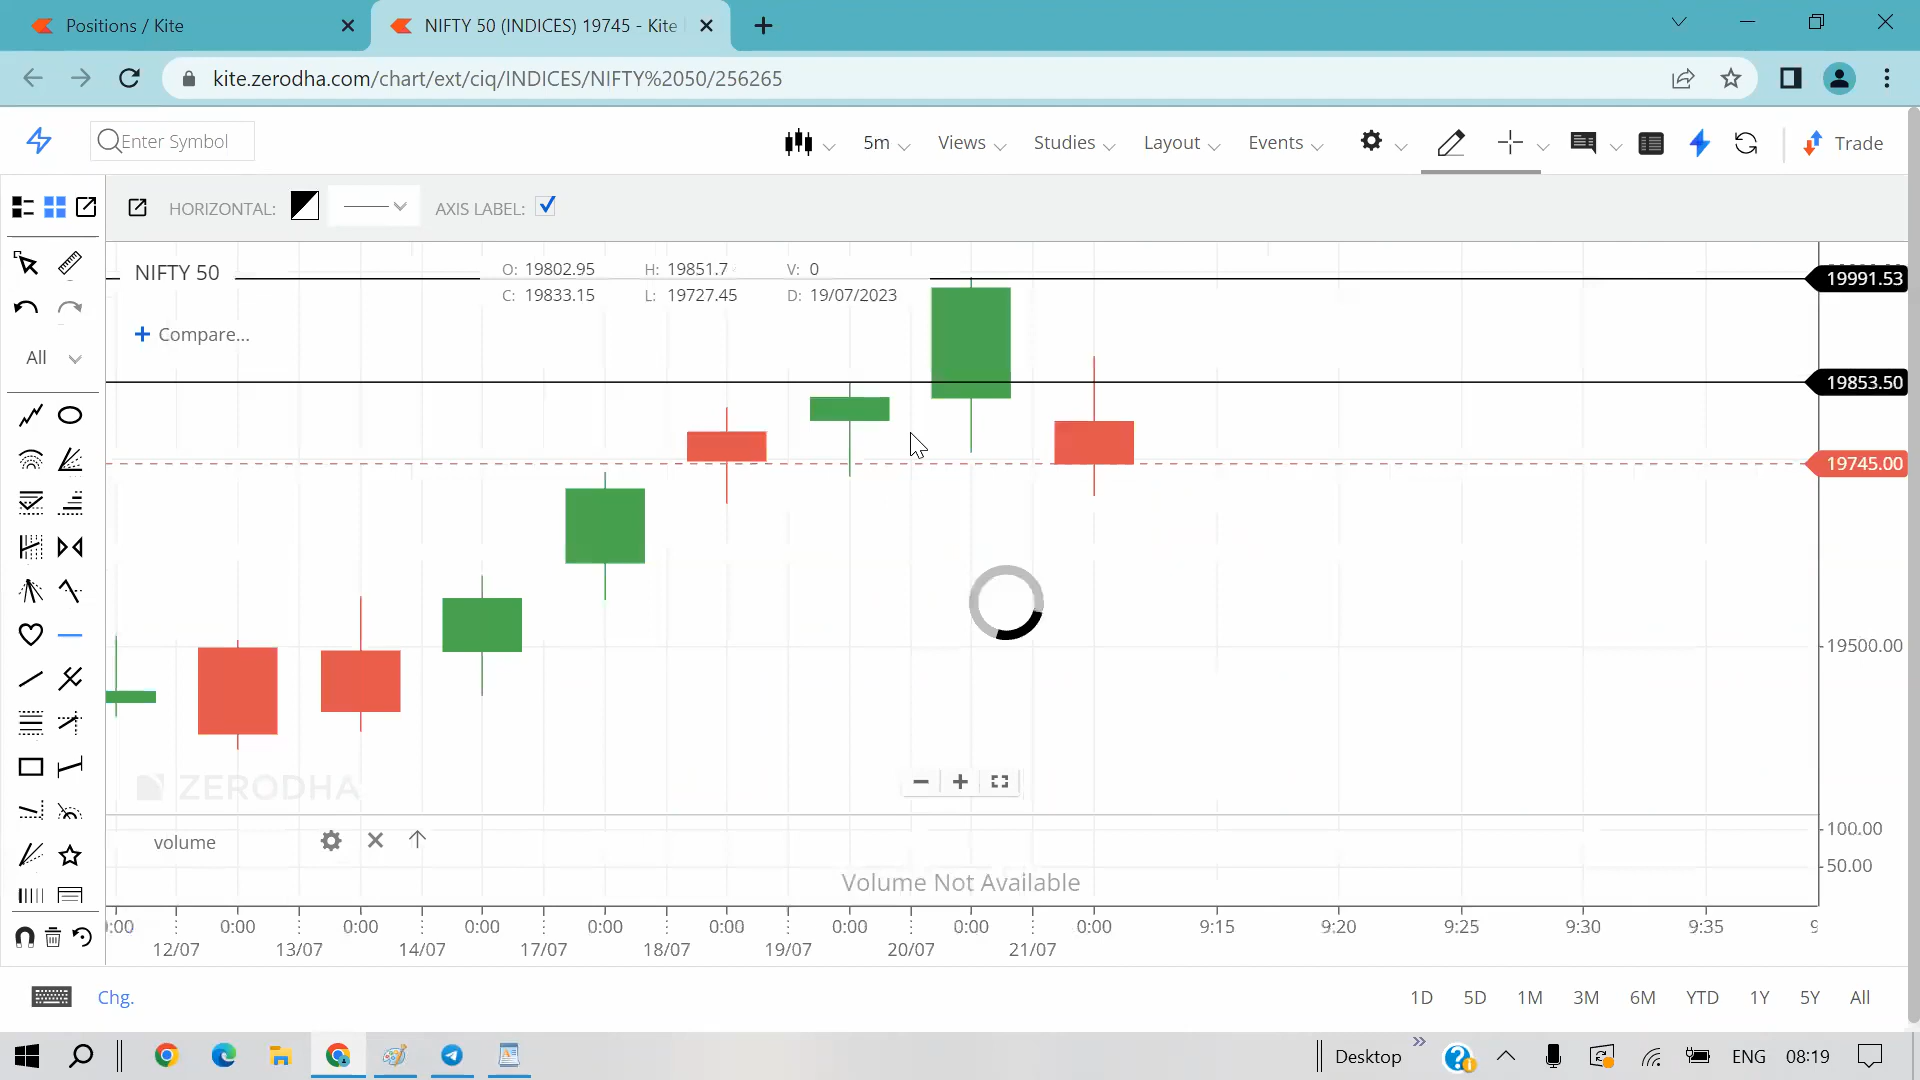 Positions / Kite
NIFTY 50 (INDICES) 19745 - Kite
kite.zerodha.com/chart/ext/ciq/INDICES/NIFTY%2050/256265
Enter Symbol
5m
Views
Studies
Layout
Events
Trade
HORIZONTAL:
AXIS LABEL:
NIFTY 50
O: 19802.95 H: 19851.7 V: 0
C: 19833.15 L: 19727.45 D: 19/07/2023
+ Compare...
All
19991.53
19853.50
19745.00
19500.00
ZERODHA
volume
100.00
50.00
Volume Not Available
0:00 0:00 0:00 0:00 0:00 0:00 0:00 0:00 9:15 9:20 9:25 9:30 9:35 9
12/07 13/07 14/07 17/07 18/07 19/07 20/07 21/07
Chg.
1D 5D 1M 3M 6M YTD 1Y 5Y All
Desktop
ENG
08:19